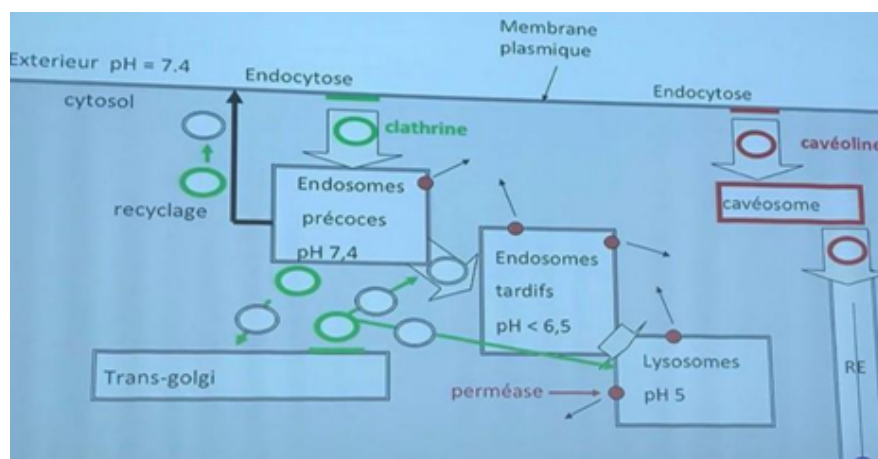 Membrane
plasmique
Exterieur pH = 7.4
Endocytose
Endocytose
cytosol
clathrine
cavéoline
Endosomes
précoces
pH 7,4
recyclage
cavéosome
Endosomes
tardifs
pH < 6,5
Trans-golgi
Lysosomes
pH 5
perméase
RE